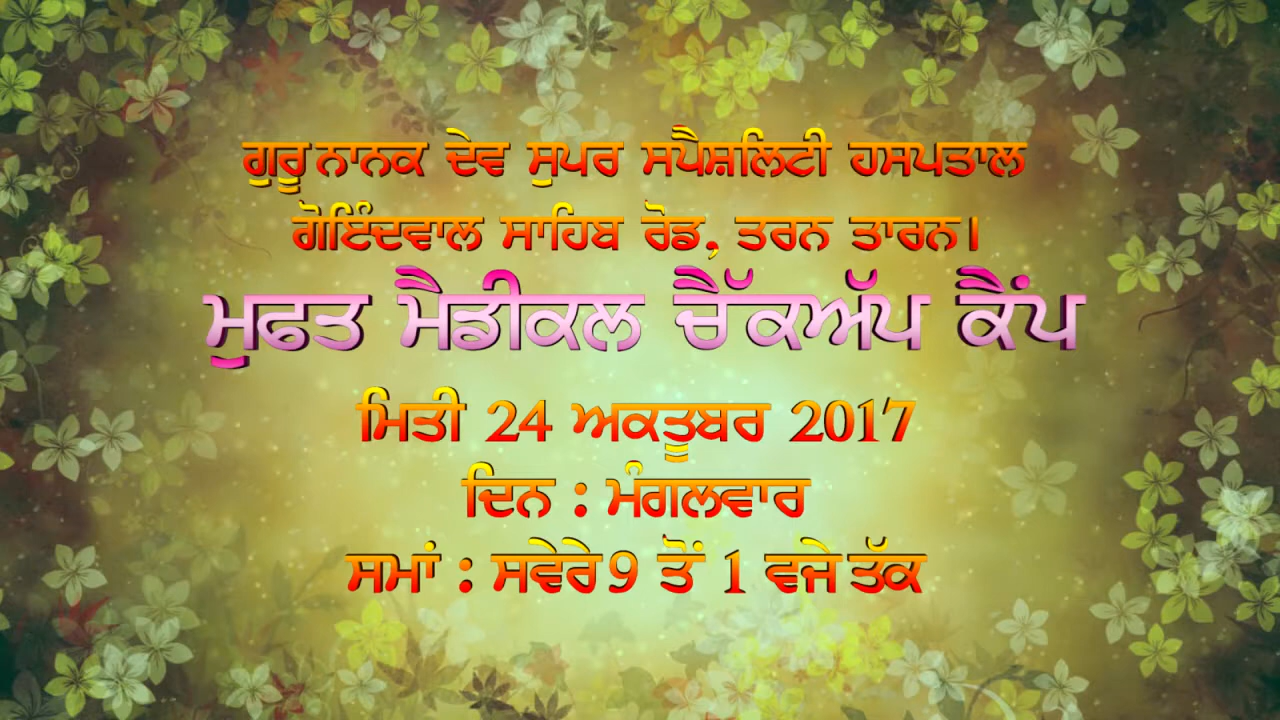 ਗੁਰੂ ਨਾਨਕ ਦੇਵ ਸੁਪਰ ਸਪੈਸ਼ਲਿਟੀ ਹਸਪਤਾਲ
ਗੋਇੰਦਵਾਲ ਸਾਹਿਬ ਰੋਡ, ਤਰਨ ਤਾਰਨ।
ਮੁਫਤ ਮੈਡੀਕਲ ਚੈੱਕਅੱਪ ਕੈਂਪ
ਮਿਤੀ 24 ਅਕਤੂਬਰ 2017
ਦਿਨ : ਮੰਗਲਵਾਰ
ਸਮਾਂ : ਸਵੇਰੇ 9 ਤੋਂ 1 ਵਜੇ ਤੱਕ